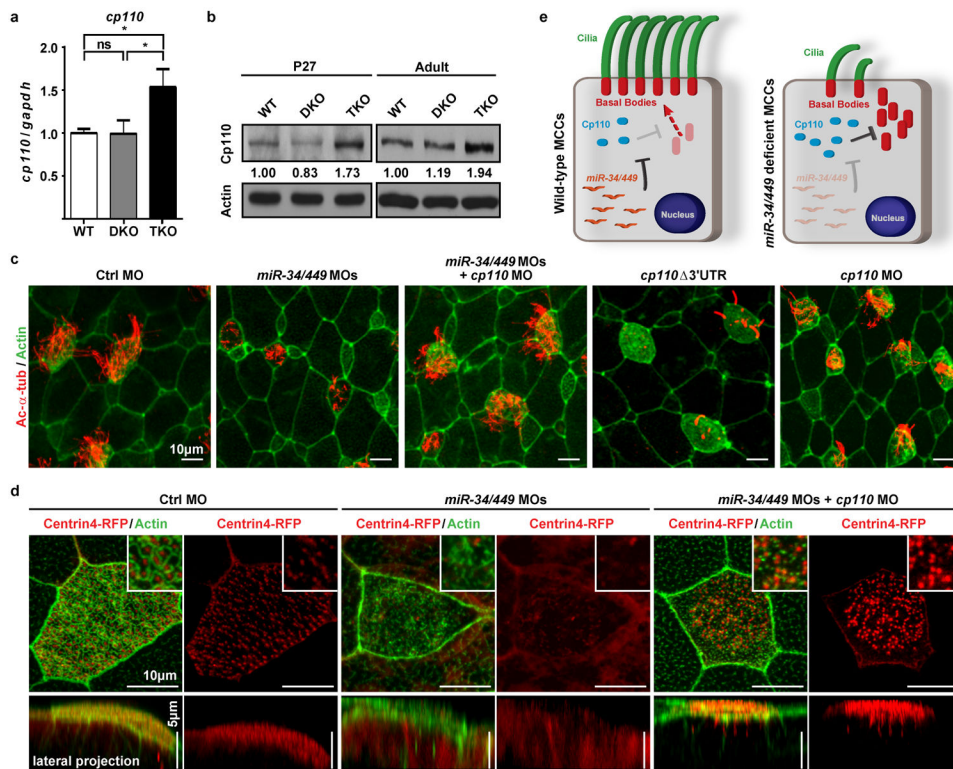 a
cp110
*
ns
*
cp110/gapdh
2.0
1.5
1.0
0.5
0.0
WT
DKO
TKO
b
P27
Adult
WT
DKO
TKO
WT
DKO
TKO
Cp110
1.00
0.83
1.73
1.00
1.19
1.94
Actin
e
Wild-type MCCs
Cilia
Basal Bodies
Cp110
miR-34/449
Nucleus
miR-34/449 deficient MCCs
Cilia
Basal Bodies
Cp110
miR-34/449
Nucleus
c
Ac-α-tub / Actin
Ctrl MO
miR-34/449 MOs
miR-34/449 MOs
+ cp110 MO
cp110Δ3'UTR
cp110 MO
10μm
d
Ctrl MO
miR-34/449 MOs
miR-34/449 MOs + cp110 MO
Centrin4-RFP/Actin
Centrin4-RFP
Centrin4-RFP/Actin
Centrin4-RFP
Centrin4-RFP/Actin
Centrin4-RFP
10μm
5μm
lateral projection